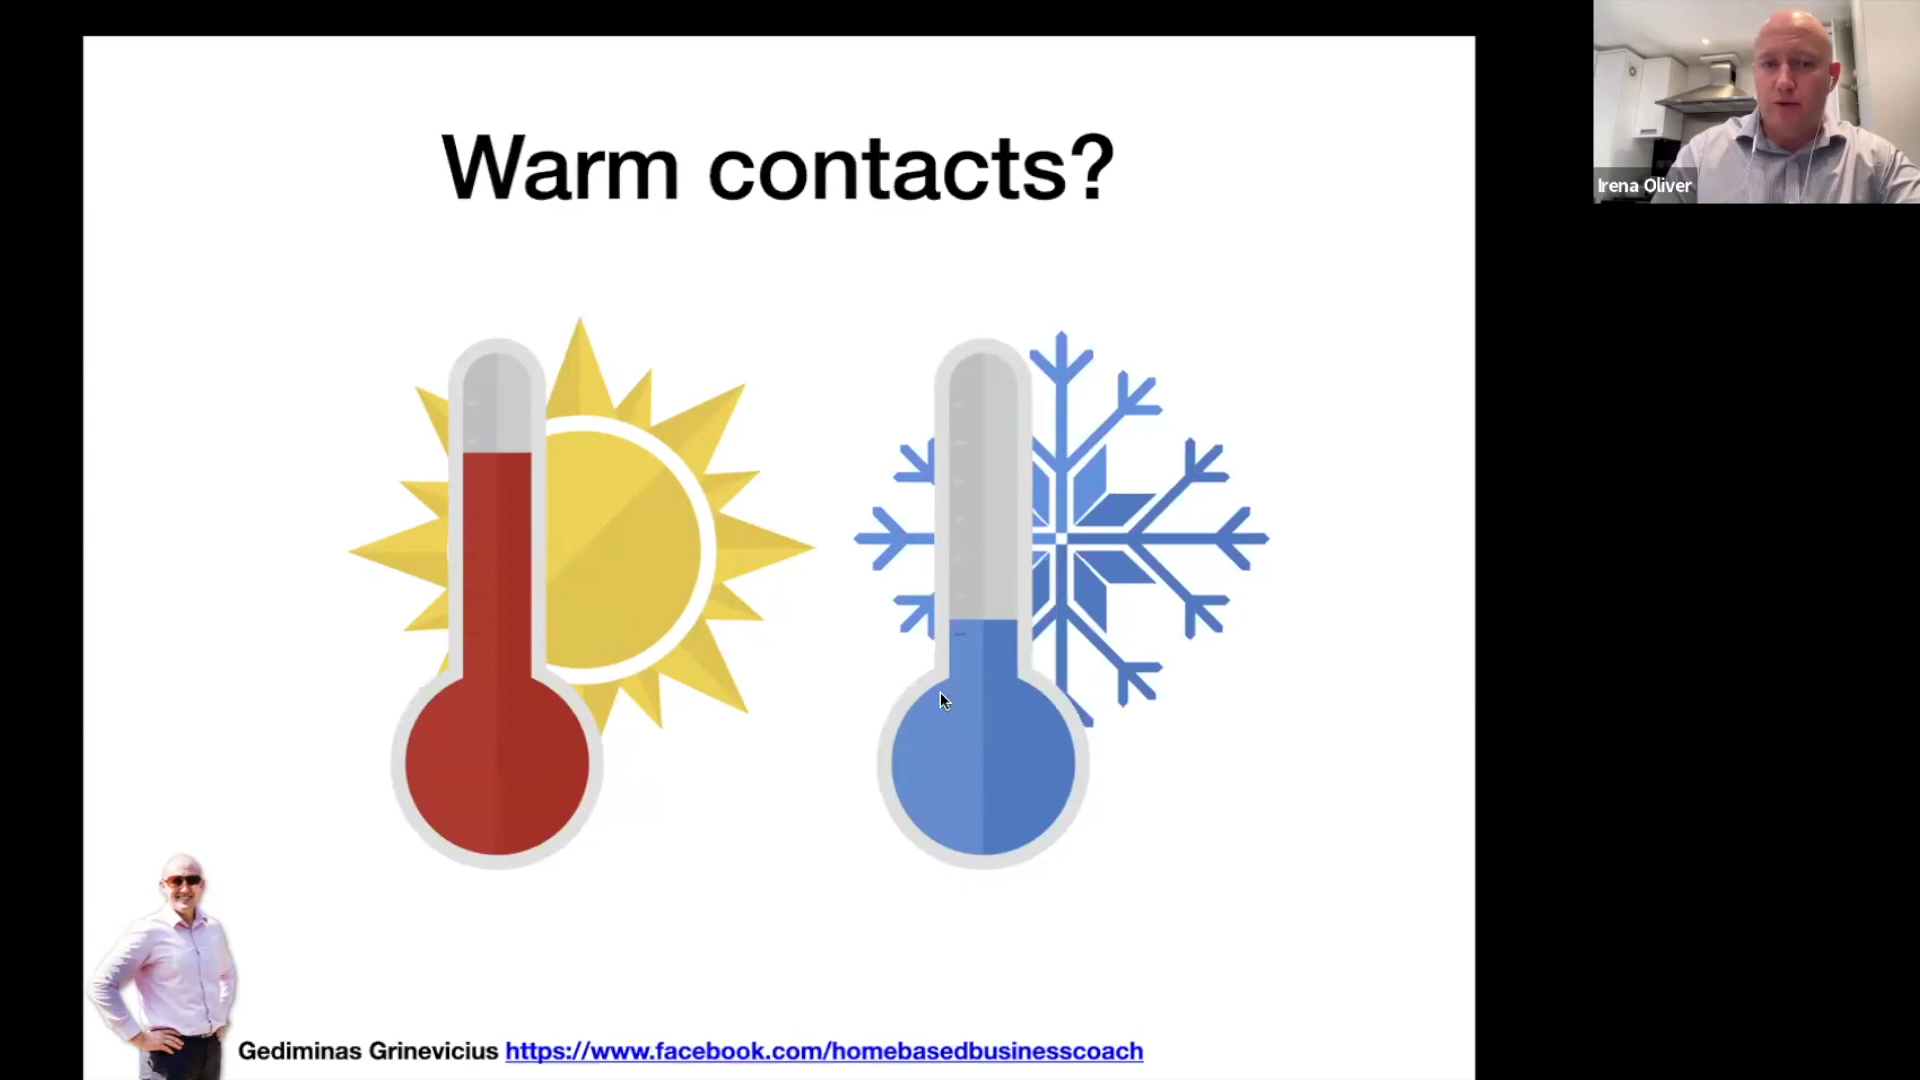 Warm contacts?
Irena Oliver
Gediminas Grinevicius https://www.facebook.com/homebasedbusinesscoach